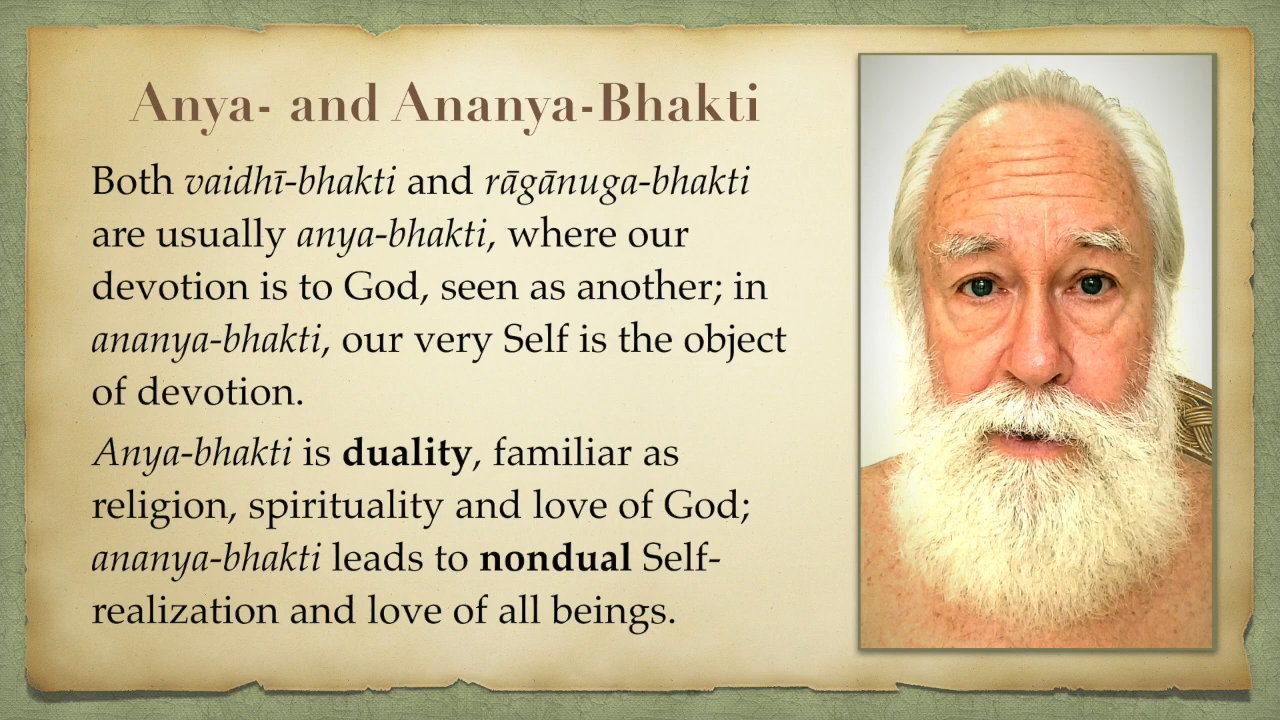 Anya- and Ananya-Bhakti
Both vaidhī-bhakti and rāgānuga-bhakti
are usually anya-bhakti, where our
devotion is to God, seen as another; in
ananya-bhakti, our very Self is the object
of devotion.
Anya-bhakti is duality, familiar as
religion, spirituality and love of God;
ananya-bhakti leads to nondual Self-
realization and love of all beings.